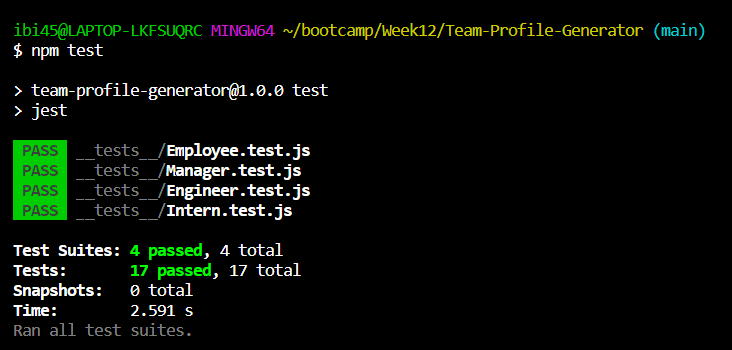 ibi45@LAPTOP-LKFSUQRC MINGW64 ~/bootcamp/Week12/Team-Profile-Generator (main)
$ npm test
> team-profile-generator@1.0.0 test
> jest
PASS __tests__/Employee.test.js
PASS __tests__/Manager.test.js
PASS __tests__/Engineer.test.js
PASS __tests__/Intern.test.js
Test Suites: 4 passed, 4 total
Tests: 17 passed, 17 total
Snapshots: 0 total
Time: 2.591 s
Ran all test suites.